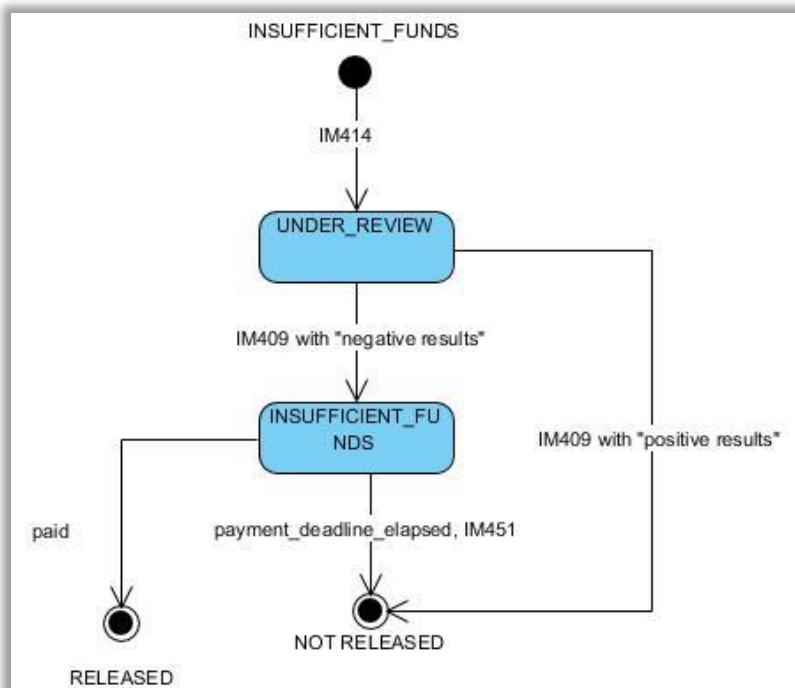 INSUFFICIENT_FUNDS
IM414
UNDER_REVIEW
IM409 with "negative results"
INSUFFICIENT_FU
NDS
IM409 with "positive results"
paid
payment_deadline_elapsed, IM451
NOT RELEASED
RELEASED